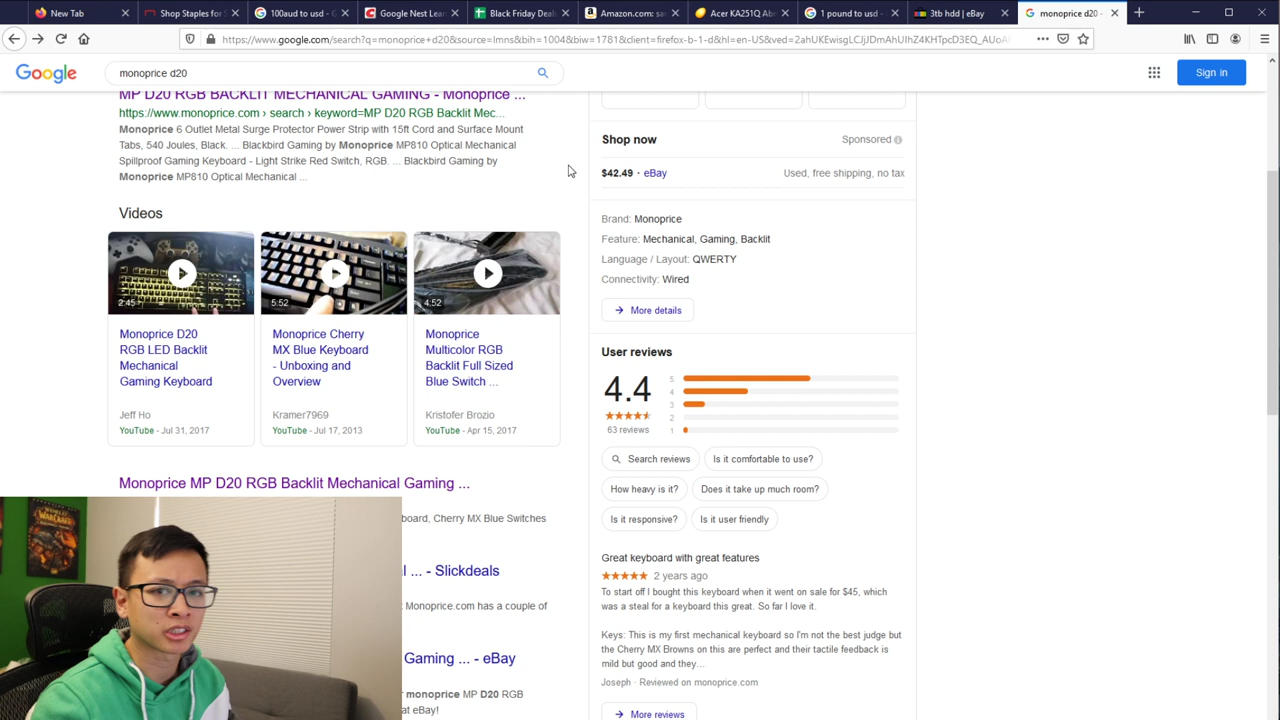 New Tab
Shop Staples for
100aud to usd - G
Google Nest Lear
Black Friday Deal
Amazon.com: sa
Acer KA251Q Ab
1 pound to usd -
3tb hdd | eBay
monoprice d20 -
https://www.google.com/search?q=monoprice+d20&source=lmns&bih=1004&biw=1781&client=firefox-b-1-d&hl=en-US&ved=
Google
monoprice d20
Sign in
MP D20 RGB BACKLIT MECHANICAL GAMING - Monoprice ...
https://www.monoprice.com › search › keyword=MP D20 RGB Backlit Mec...
Monoprice 6 Outlet Metal Surge Protector Power Strip with 15ft Cord and Surface Mount
Tabs, 540 Joules, Black. ... Blackbird Gaming by Monoprice MP810 Optical Mechanical
Spillproof Gaming Keyboard - Light Strike Red Switch, RGB. ... Blackbird Gaming by
Monoprice MP810 Optical Mechanical ...
Videos
2:45
5:52
4:52
Monoprice D20
RGB LED Backlit
Mechanical
Gaming Keyboard
Jeff Ho
YouTube - Jul 31, 2017
Monoprice Cherry
MX Blue Keyboard
- Unboxing and
Overview
Kramer7969
YouTube - Jul 17, 2013
Monoprice
Multicolor RGB
Backlit Full Sized
Blue Switch ...
Kristofer Brozio
YouTube - Apr 15, 2017
Monoprice MP D20 RGB Backlit Mechanical Gaming ...
board, Cherry MX Blue Switches
... - Slickdeals
Monoprice.com has a couple of
Gaming ... - eBay
monoprice MP D20 RGB
at eBay!
WARCRAFT
Shop now
Sponsored
$42.49 · eBay
Used, free shipping, no tax
Brand: Monoprice
Feature: Mechanical, Gaming, Backlit
Language / Layout: QWERTY
Connectivity: Wired
More details
User reviews
4.4
63 reviews
5
4
3
2
1
Search reviews
Is it comfortable to use?
How heavy is it?
Does it take up much room?
Is it responsive?
Is it user friendly
Great keyboard with great features
2 years ago
To start off I bought this keyboard when it went on sale for $45, which
was a steal for a keyboard this great. So far I love it.
Keys: This is my first mechanical keyboard so I'm not the best judge but
the Cherry MX Browns on this are perfect and their tactile feedback is
mild but good and they...
Joseph · Reviewed on monoprice.com
More reviews